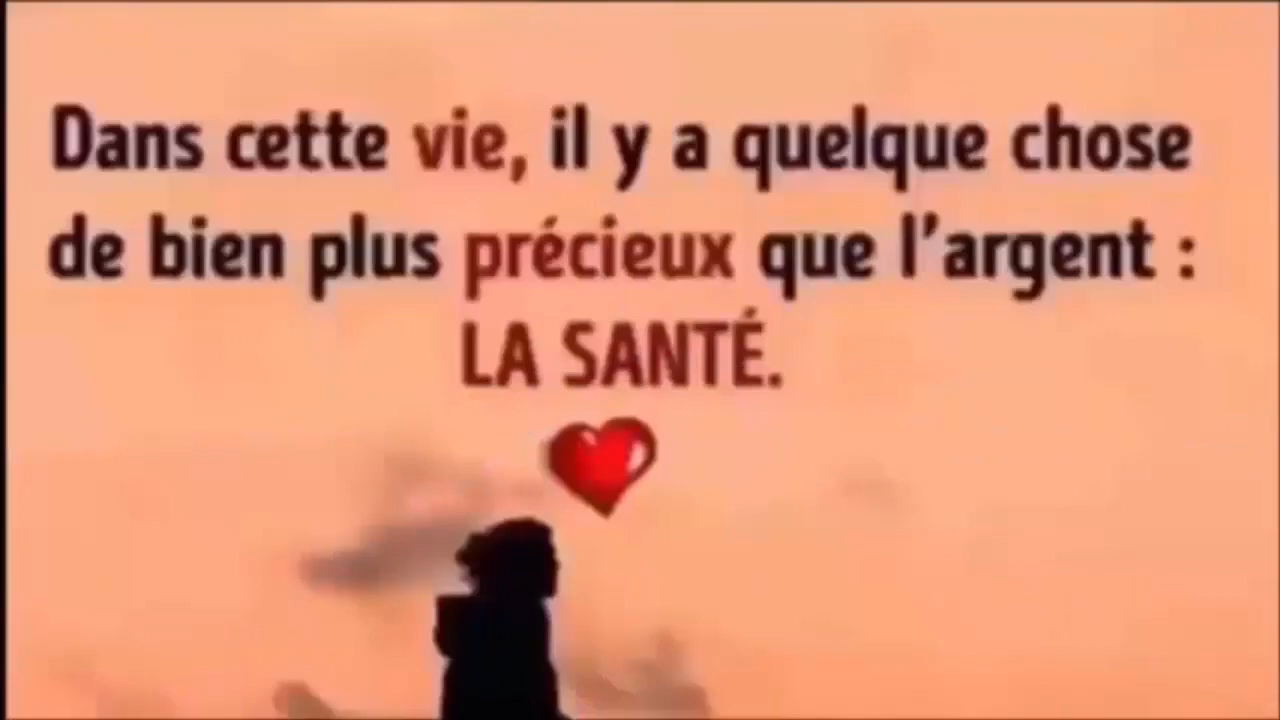 Dans cette vie, il y a quelque chose
de bien plus précieux que l’argent :
LA SANTÉ.